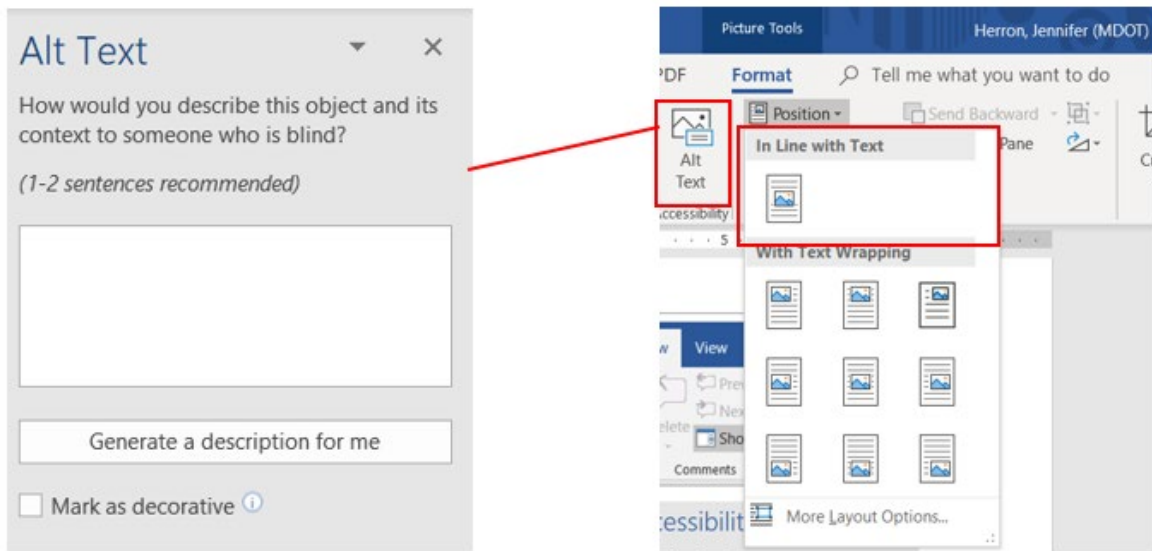 Alt Text
How would you describe this object and its
context to someone who is blind?
(1-2 sentences recommended)
Generate a description for me
Mark as decorative
Picture Tools
Herron, Jennifer (MDOT)
Format
Tell me what you want to do
Alt
Text
Position
Send Backward
Pane
In Line with Text
5
With Text Wrapping
View
Comments
More Layout Options...